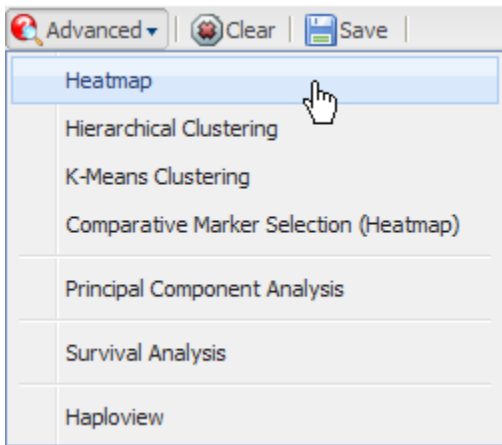 Advanced Clear Save
Heatmap
Hierarchical Clustering
K-Means Clustering
Comparative Marker Selection (Heatmap)
Principal Component Analysis
Survival Analysis
Haploview